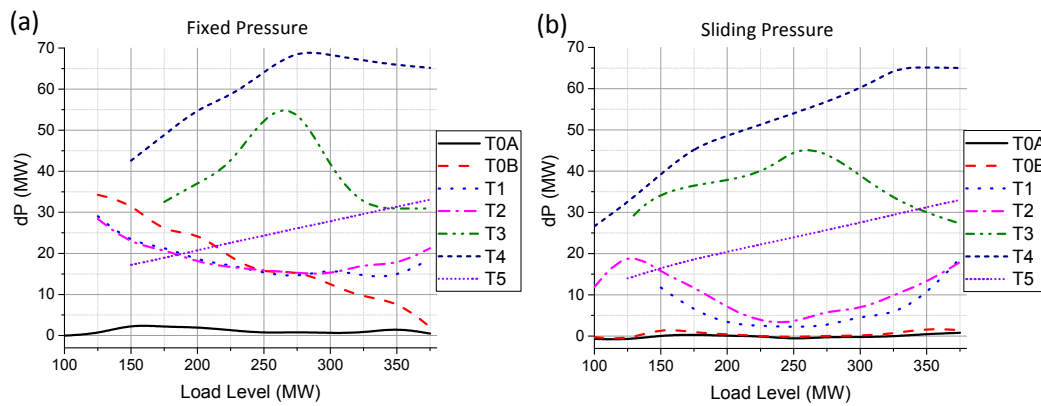 (a)
Fixed Pressure
70
60
50
40
30
20
10
0
100 150 200 250 300 350
dP (MW)
Load Level (MW)
T0A
T0B
T1
T2
T3
T4
T5
(b)
Sliding Pressure
70
60
50
40
30
20
10
0
100 150 200 250 300 350
dP (MW)
Load Level (MW)
T0A
T0B
T1
T2
T3
T4
T5